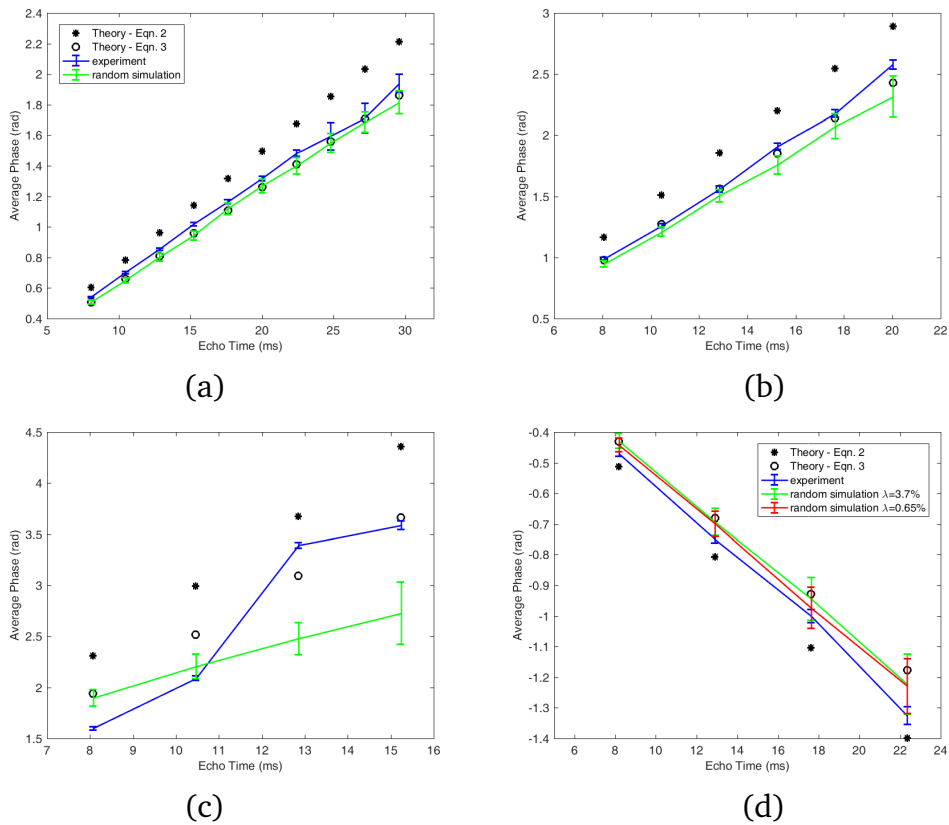 2.4
2.2
2
1.8
1.6
1.4
1.2
1
0.8
0.6
0.4
Average Phase (rad)
Theory - Eqn. 2
Theory - Eqn. 3
experiment
random simulation
5 10 15 20 25 30
Echo Time (ms)
(a)
3
2.5
2
1.5
1
0.5
Average Phase (rad)
6 8 10 12 14 16 18 20 22
Echo Time (ms)
(b)
4.5
4
3.5
3
2.5
2
1.5
Average Phase (rad)
7 8 9 10 11 12 13 14 15 16
Echo Time (ms)
(c)
-0.4
-0.5
-0.6
-0.7
-0.8
-0.9
-1
-1.1
-1.2
-1.3
-1.4
Average Phase (rad)
Theory - Eqn. 2
Theory - Eqn. 3
experiment
random simulation λ=3.7%
random simulation λ=0.65%
6 8 10 12 14 16 18 20 22 24
Echo Time (ms)
(d)